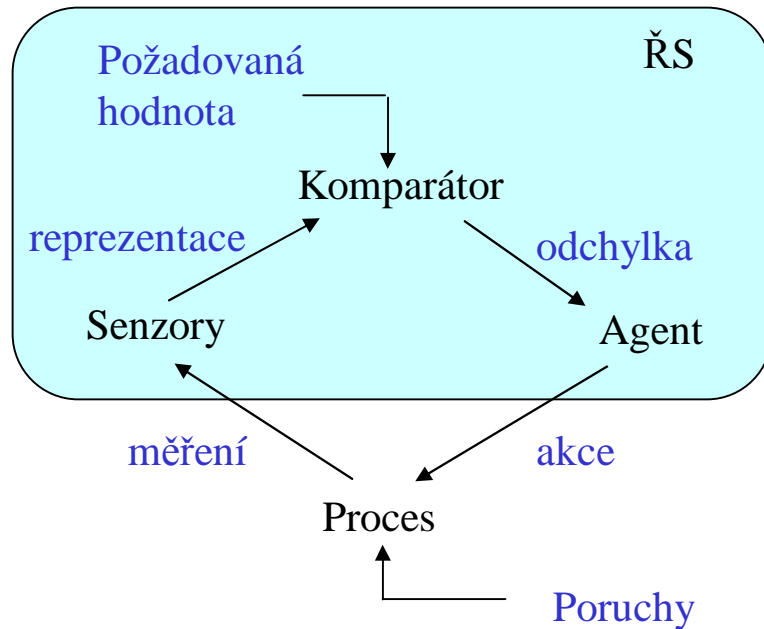 Požadovaná
hodnota
ŘS
Komparátor
reprezentace
odchylka
Senzory
Agent
měření
akce
Proces
Poruchy